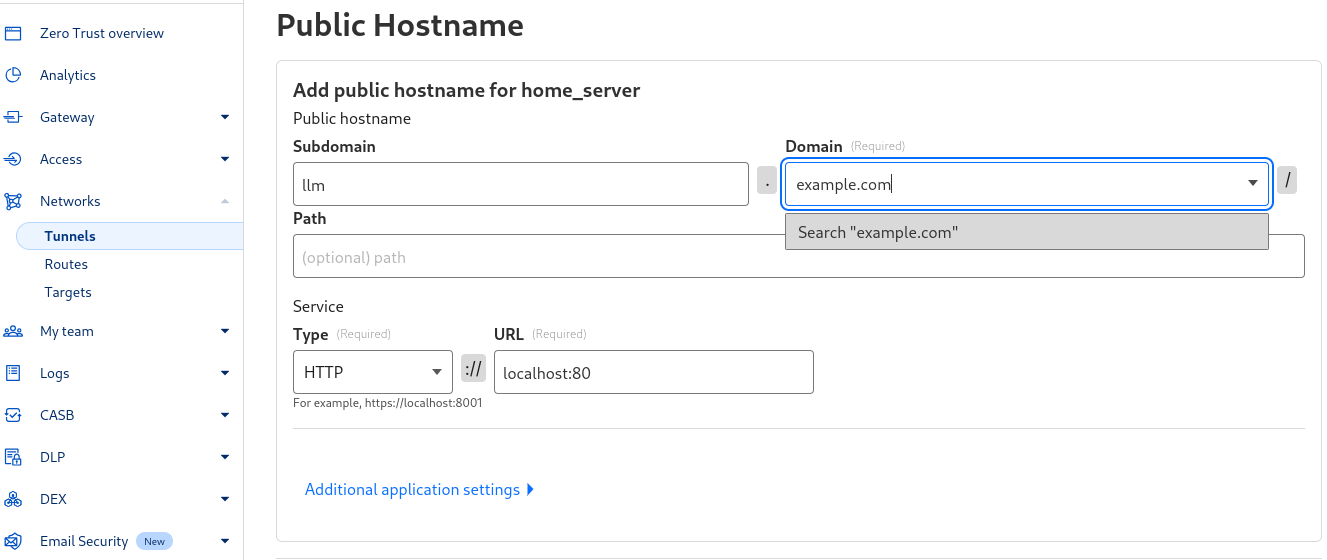 Zero Trust overview
Analytics
Gateway
Access
Networks
Tunnels
Routes
Targets
My team
Logs
CASB
DLP
DEX
Email Security New
Public Hostname
Add public hostname for home_server
Public hostname
Subdomain
llm
.
Domain (Required)
example.com
/
Search "example.com"
Path
(optional) path
Service
Type (Required)
HTTP
://
URL (Required)
localhost:80
For example, https://localhost:8001
Additional application settings